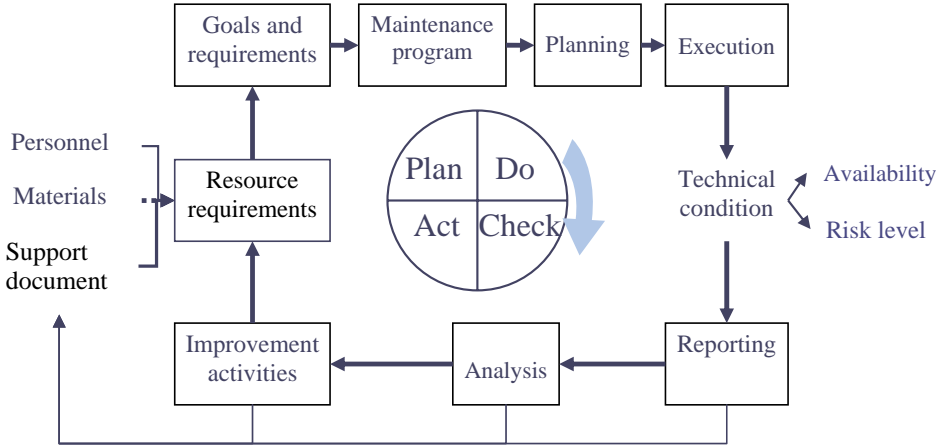 Goals and
requirements
Maintenance
program
Planning
Execution
Personnel
Materials
Support
document
Resource
requirements
Plan
Do
Act
Check
Technical
condition
Availability
Risk level
Improvement
activities
Analysis
Reporting